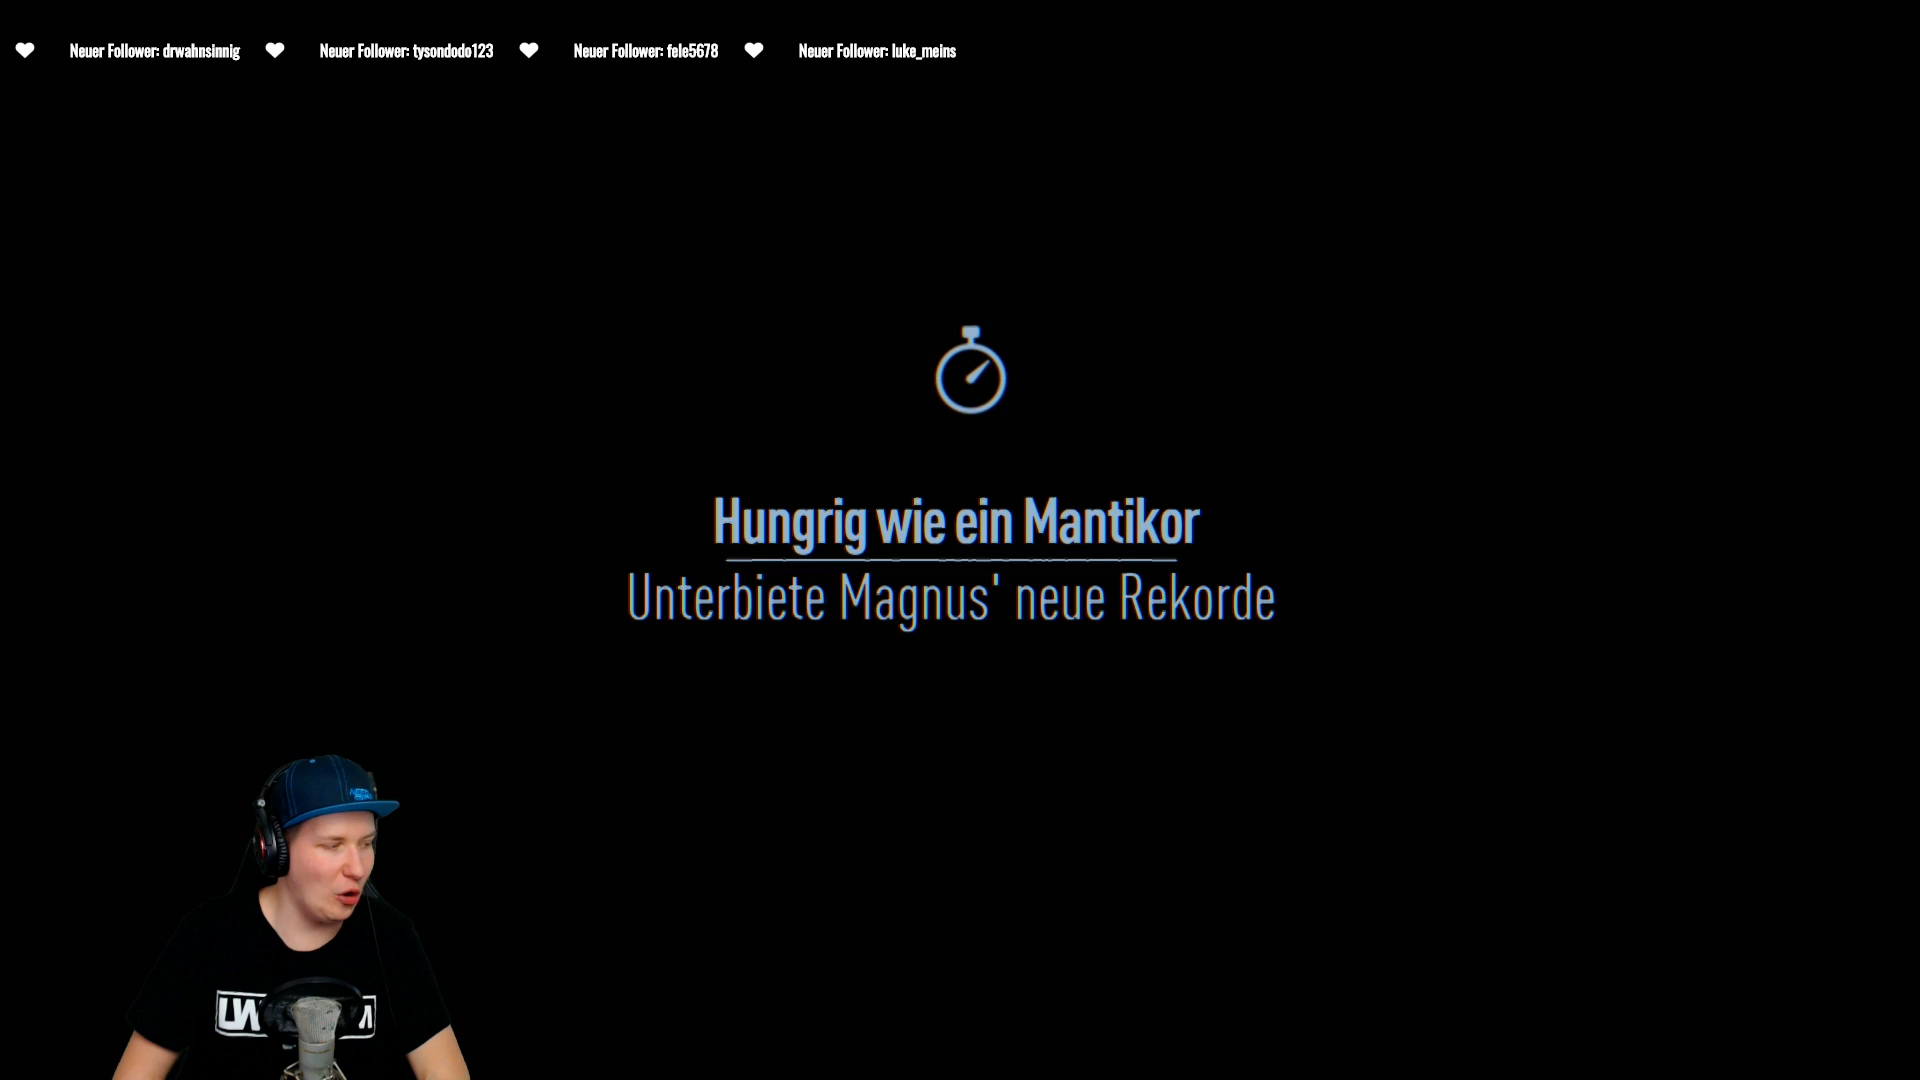 Neuer Follower: drwahnsinnig Neuer Follower: tysondodo123 Neuer Follower: fele5678 Neuer Follower: luke_meins
Hungrig wie ein Mantikor
Unterbiete Magnus' neue Rekorde